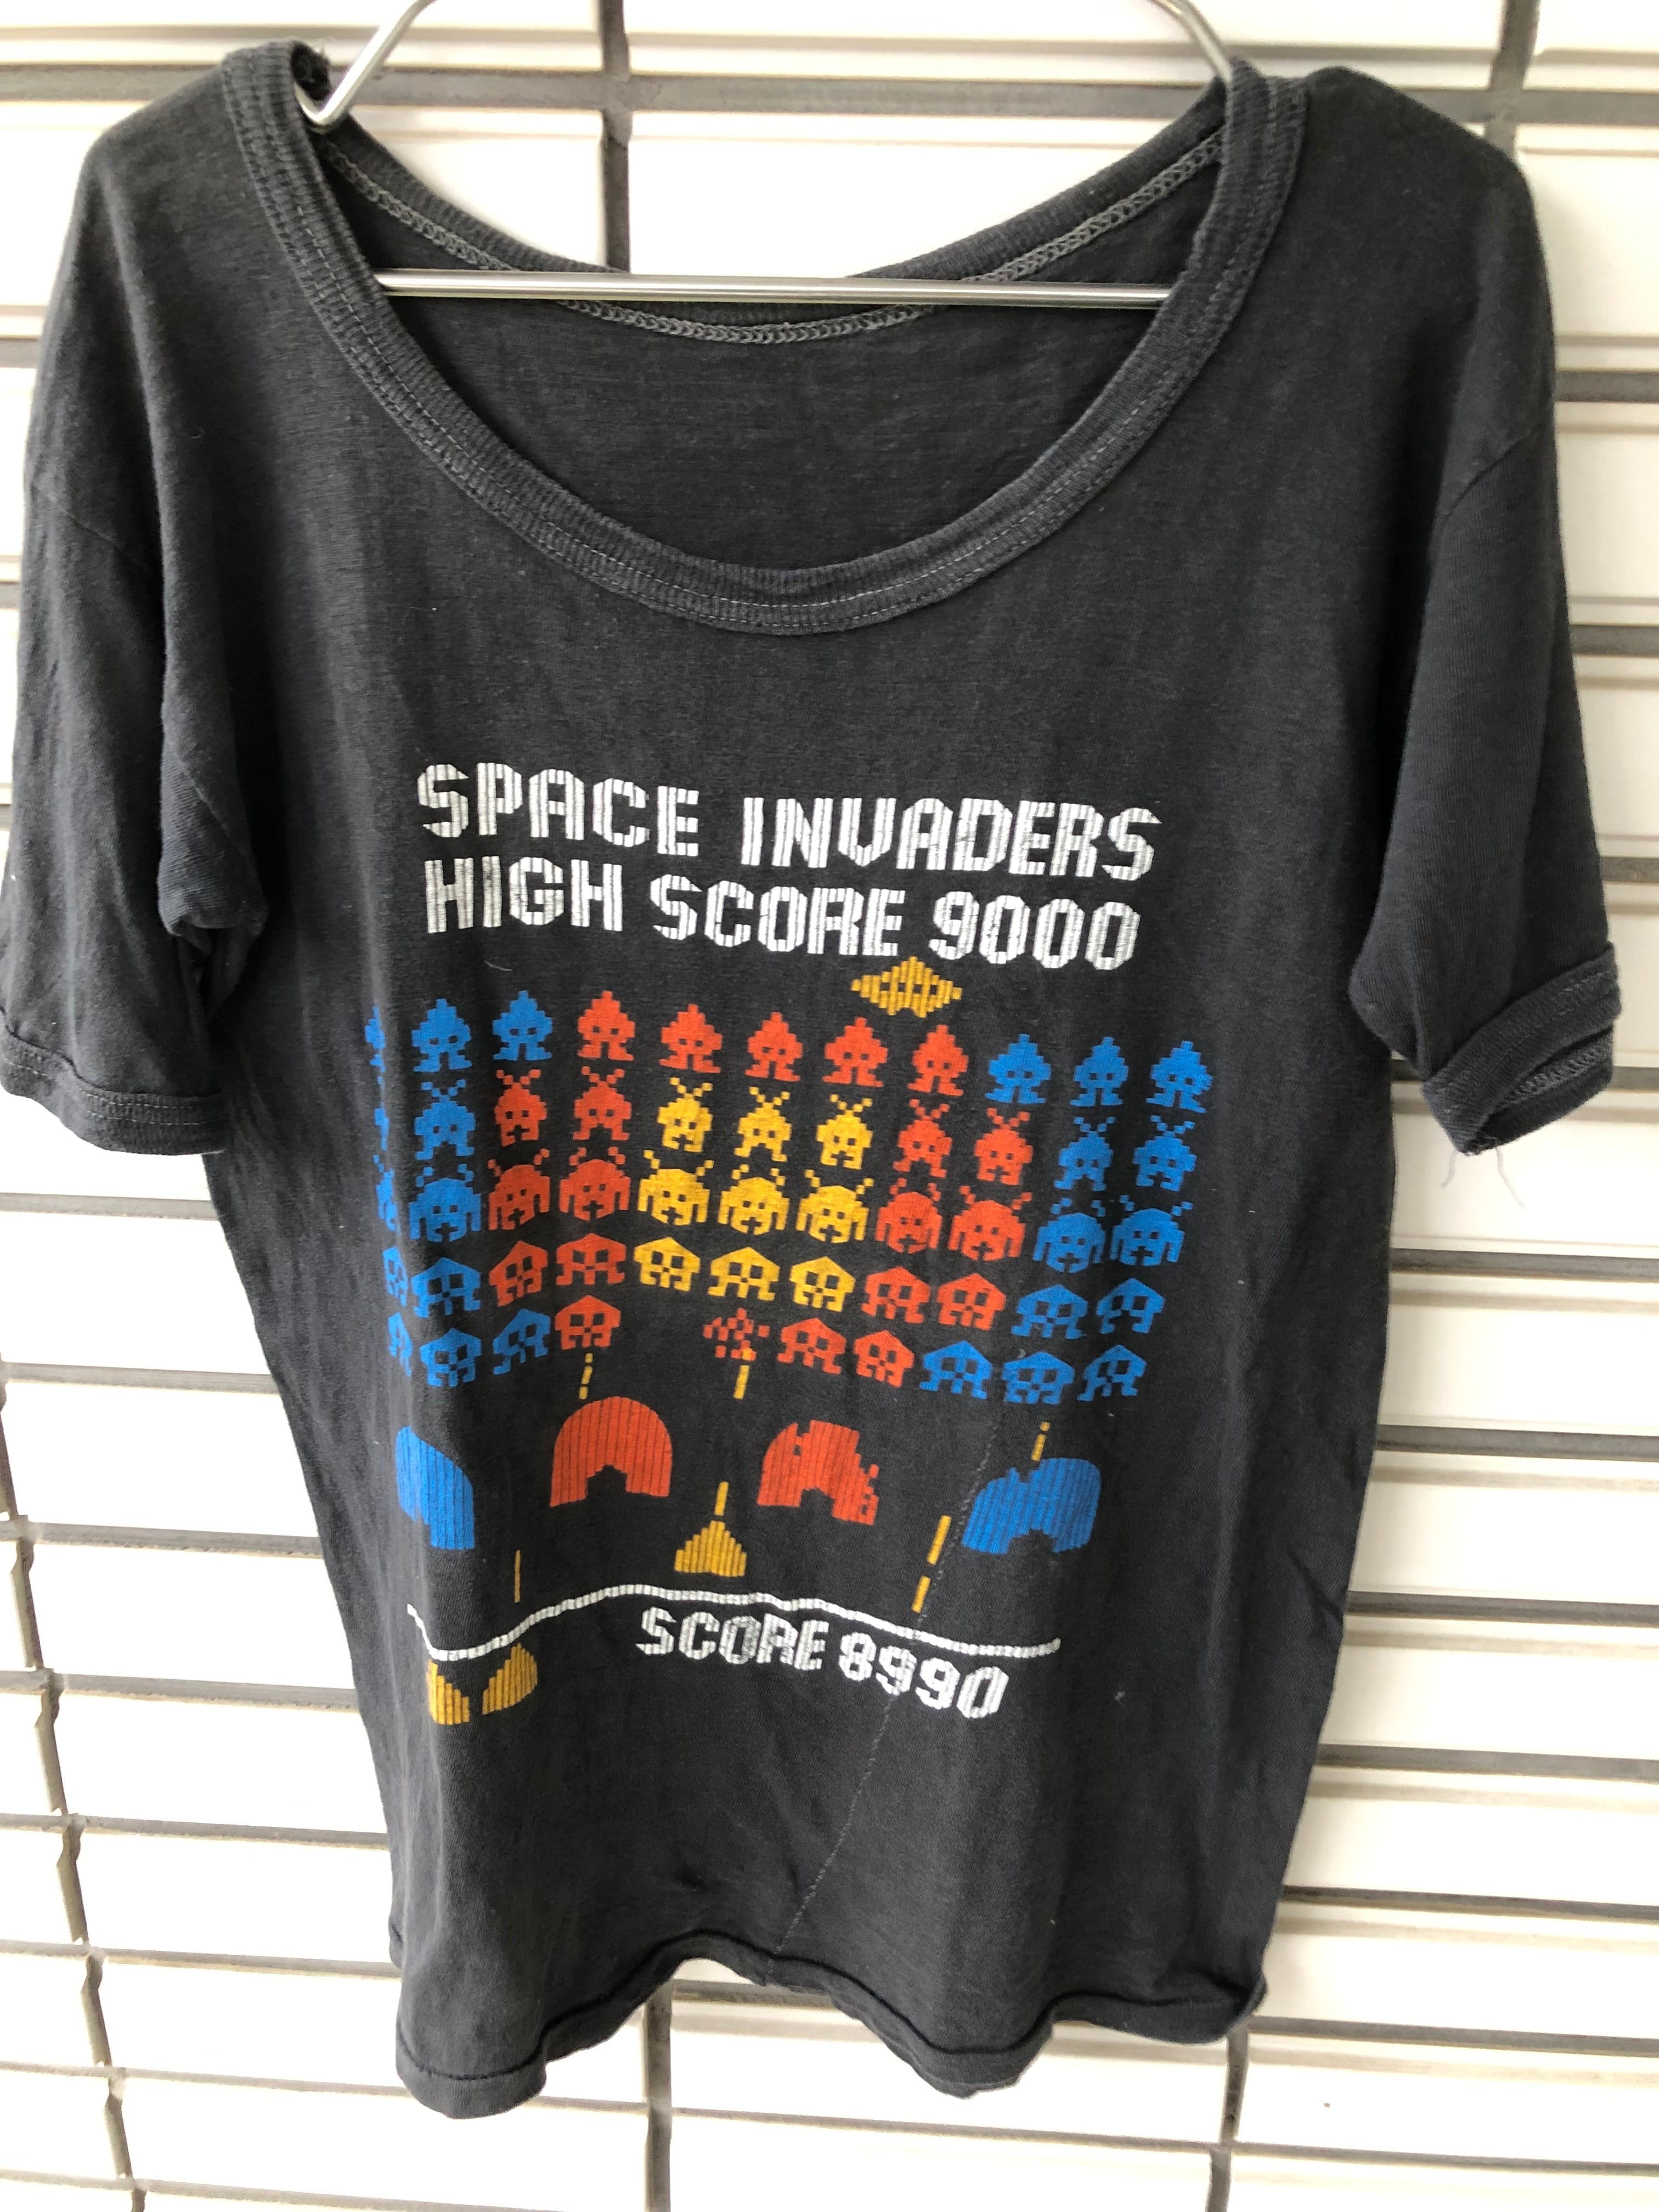 SPACE INVADERS
HIGH SCORE 9000
SCORE 8990